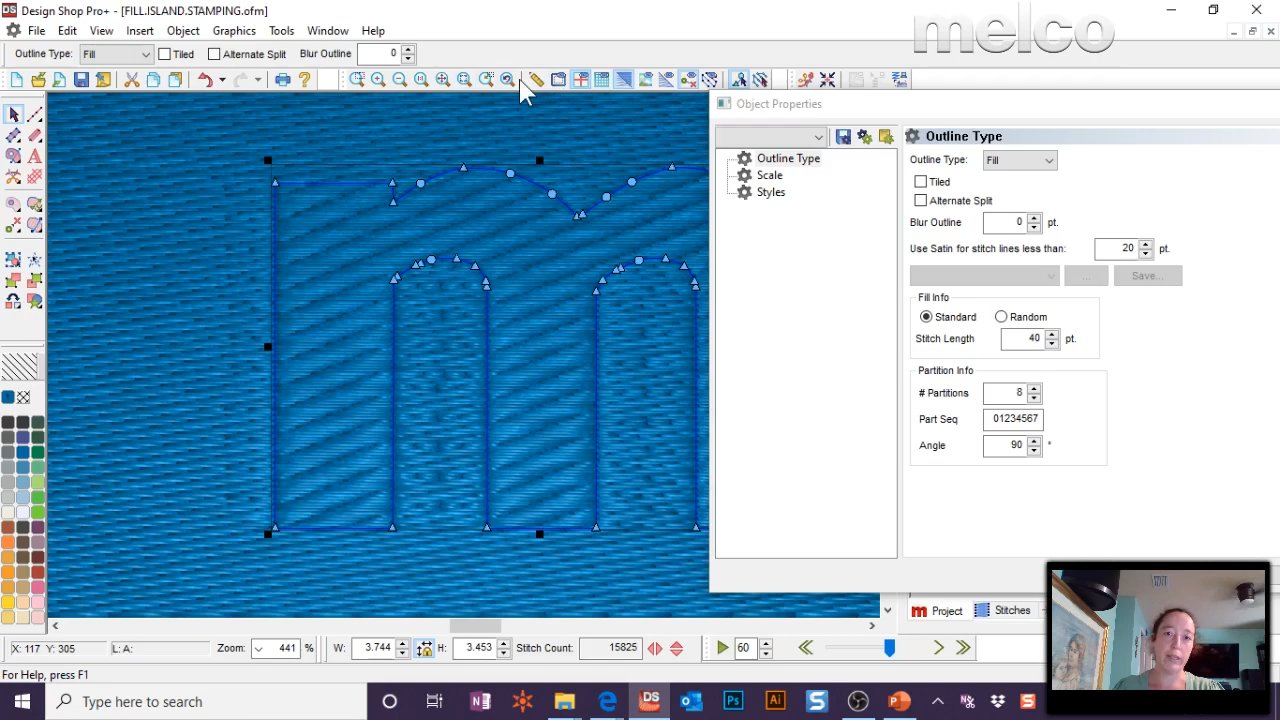 DS Design Shop Pro+ - [FILL.ISLAND.STAMPING.ofm]
File Edit View Insert Object Graphics Tools Window Help
melco
Outline Type: Fill Tiled Alternate Split Blur Outline 0
Object Properties
Outline Type
Scale
Styles
Outline Type
Outline Type: Fill
Tiled
Alternate Split
Blur Outline 0 pt.
Use Satin for stitch lines less than: 20 pt.
... Save...
Fill Info
Standard Random
Stitch Length 40 pt.
Partition Info
# Partitions 8
Part Seq 01234567
Angle 90 °
m Project Stitches
X: 117 Y: 305 L: A: Zoom: 441 % W: 3.744 H: 3.453 Stitch Count: 15825 60
For Help, press F1
Type here to search
N DS Ps Ai S P N S